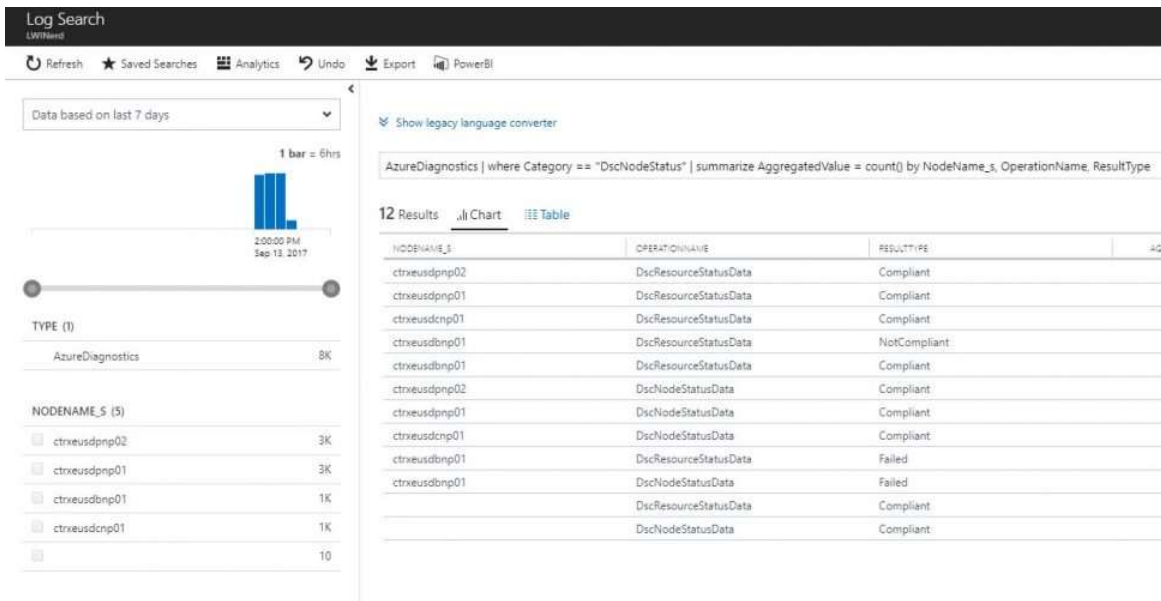 Log Search
LWINerd
Refresh Saved Searches Analytics Undo Export PowerBI
Data based on last 7 days
1 bar = 6hrs
2:00:00 PM
Sep 13, 2017
TYPE (1)
AzureDiagnostics 8K
NODENAME_S (5)
ctrxeusdpnp02 3K
ctrxeusdpnp01 3K
ctrxeusdbnp01 1K
ctrxeusdcnp01 1K
10
Show legacy language converter
AzureDiagnostics | where Category == "DscNodeStatus" | summarize AggregatedValue = count() by NodeName_s, OperationName, ResultType
12 Results Chart Table
NODENAME_S OPERATIONNAME RESULTTYPE AG
ctrxeusdpnp02 DscResourceStatusData Compliant
ctrxeusdpnp01 DscResourceStatusData Compliant
ctrxeusdcnp01 DscResourceStatusData Compliant
ctrxeusdbnp01 DscResourceStatusData NotCompliant
ctrxeusdbnp01 DscResourceStatusData Compliant
ctrxeusdpnp02 DscNodeStatusData Compliant
ctrxeusdpnp01 DscNodeStatusData Compliant
ctrxeusdcnp01 DscNodeStatusData Compliant
ctrxeusdbnp01 DscResourceStatusData Failed
ctrxeusdbnp01 DscNodeStatusData Failed
DscResourceStatusData Compliant
DscNodeStatusData Compliant